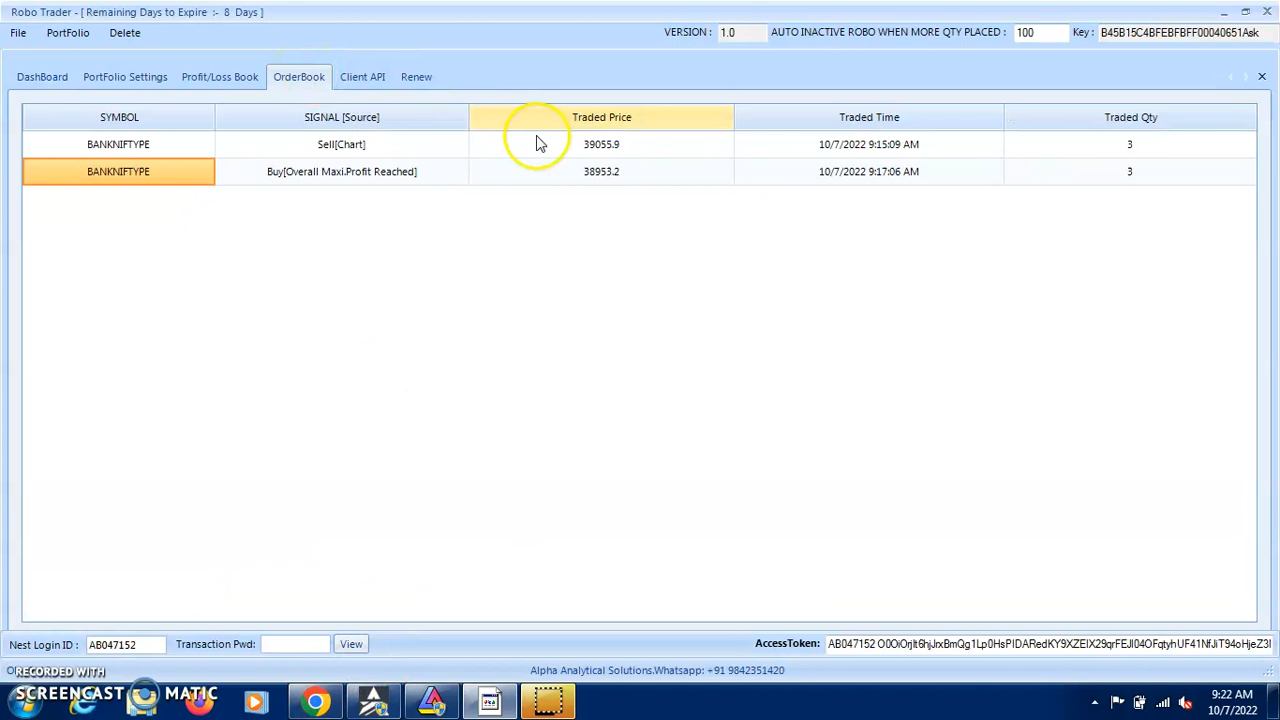 Robo Trader - [ Remaining Days to Expire :- 8 Days ]
File PortFolio Delete VERSION : 1.0 AUTO INACTIVE ROBO WHEN MORE QTY PLACED : 100 Key : B45B15C4BFEBFBFF00040651Ask
DashBoard PortFolio Settings Profit/Loss Book OrderBook Client API Renew
SYMBOL SIGNAL [Source] Traded Price Traded Time Traded Qty
BANKNIFTYPE Sell[Chart] 39055.9 10/7/2022 9:15:09 AM 3
BANKNIFTYPE Buy[Overall Maxi.Profit Reached] 38953.2 10/7/2022 9:17:06 AM 3
Nest Login ID : AB047152 Transaction Pwd: View AccessToken: AB047152
Alpha Analytical Solutions.Whatsapp: +91 9842351420
RECORDED WITH
SCREENCAST MATIC
9:22 AM
10/7/2022